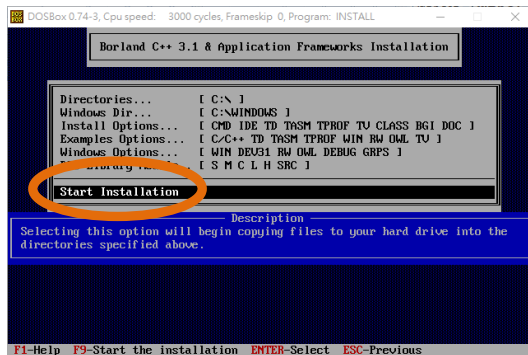 DOSBox 0.74-3, Cpu speed: 3000 cycles, Frameskip 0, Program: INSTALL
Borland C++ 3.1 & Application Frameworks Installation
Directories... [ C:\ ]
Windows Dir... [ C:\WINDOWS ]
Install Options... [ CMD IDE TD TASM TPROF TV CLASS BGI DOC ]
Examples Options... [ C/C++ TD TASM TPROF WIN RW OWL TV ]
Windows Options... [ WIN DEV31 RW OWL DEBUG GRPS ]
Library [ S M C L H SRC ]
Start Installation
Description
Selecting this option will begin copying files to your hard drive into the
directories specified above.
F1-Help F9-Start the installation ENTER-Select ESC-Previous